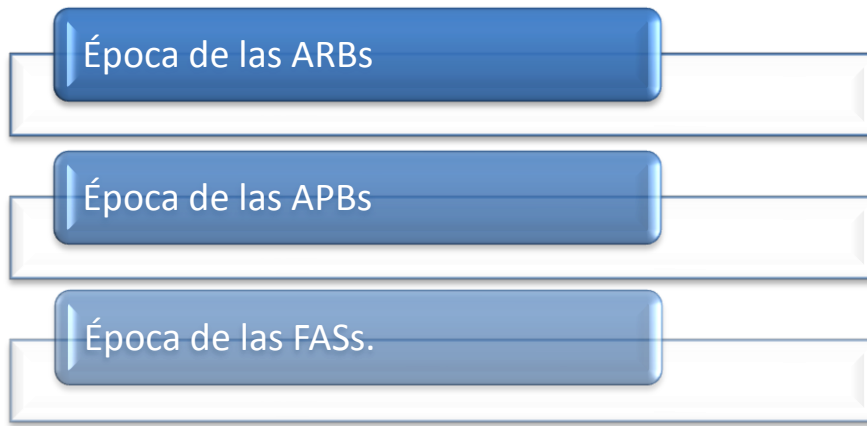 Época de las ARBs
Época de las APBs
Época de las FASs.